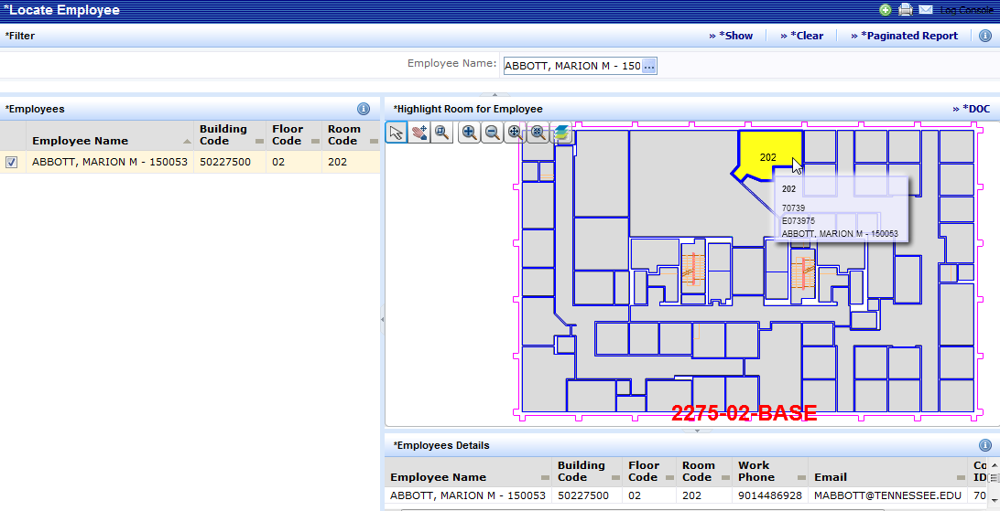 *Locate Employee
Log Console
*Filter
» *Show » *Clear » *Paginated Report
Employee Name: ABBOTT, MARION M - 150 ...
*Employees
Employee Name Building Code Floor Code Room Code
ABBOTT, MARION M - 150053 50227500 02 202
*Highlight Room for Employee
» *DOC
202
202
70739
E073975
ABBOTT, MARION M - 150053
2275-02-BASE
*Employees Details
Employee Name Building Code Floor Code Room Code Work Phone Email Co ID
ABBOTT, MARION M - 150053 50227500 02 202 9014486928 MABBOTT@TENNESSEE.EDU 70